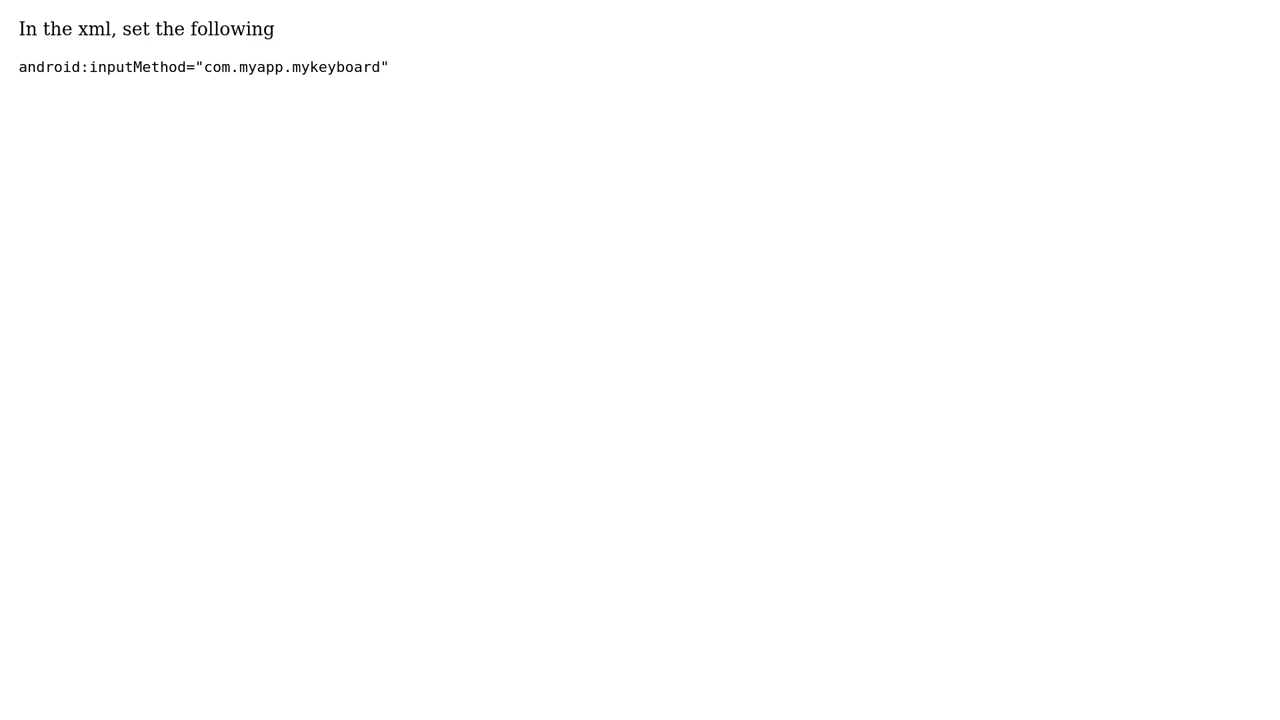 In the xml, set the following
android:inputMethod="com.myapp.mykeyboard"